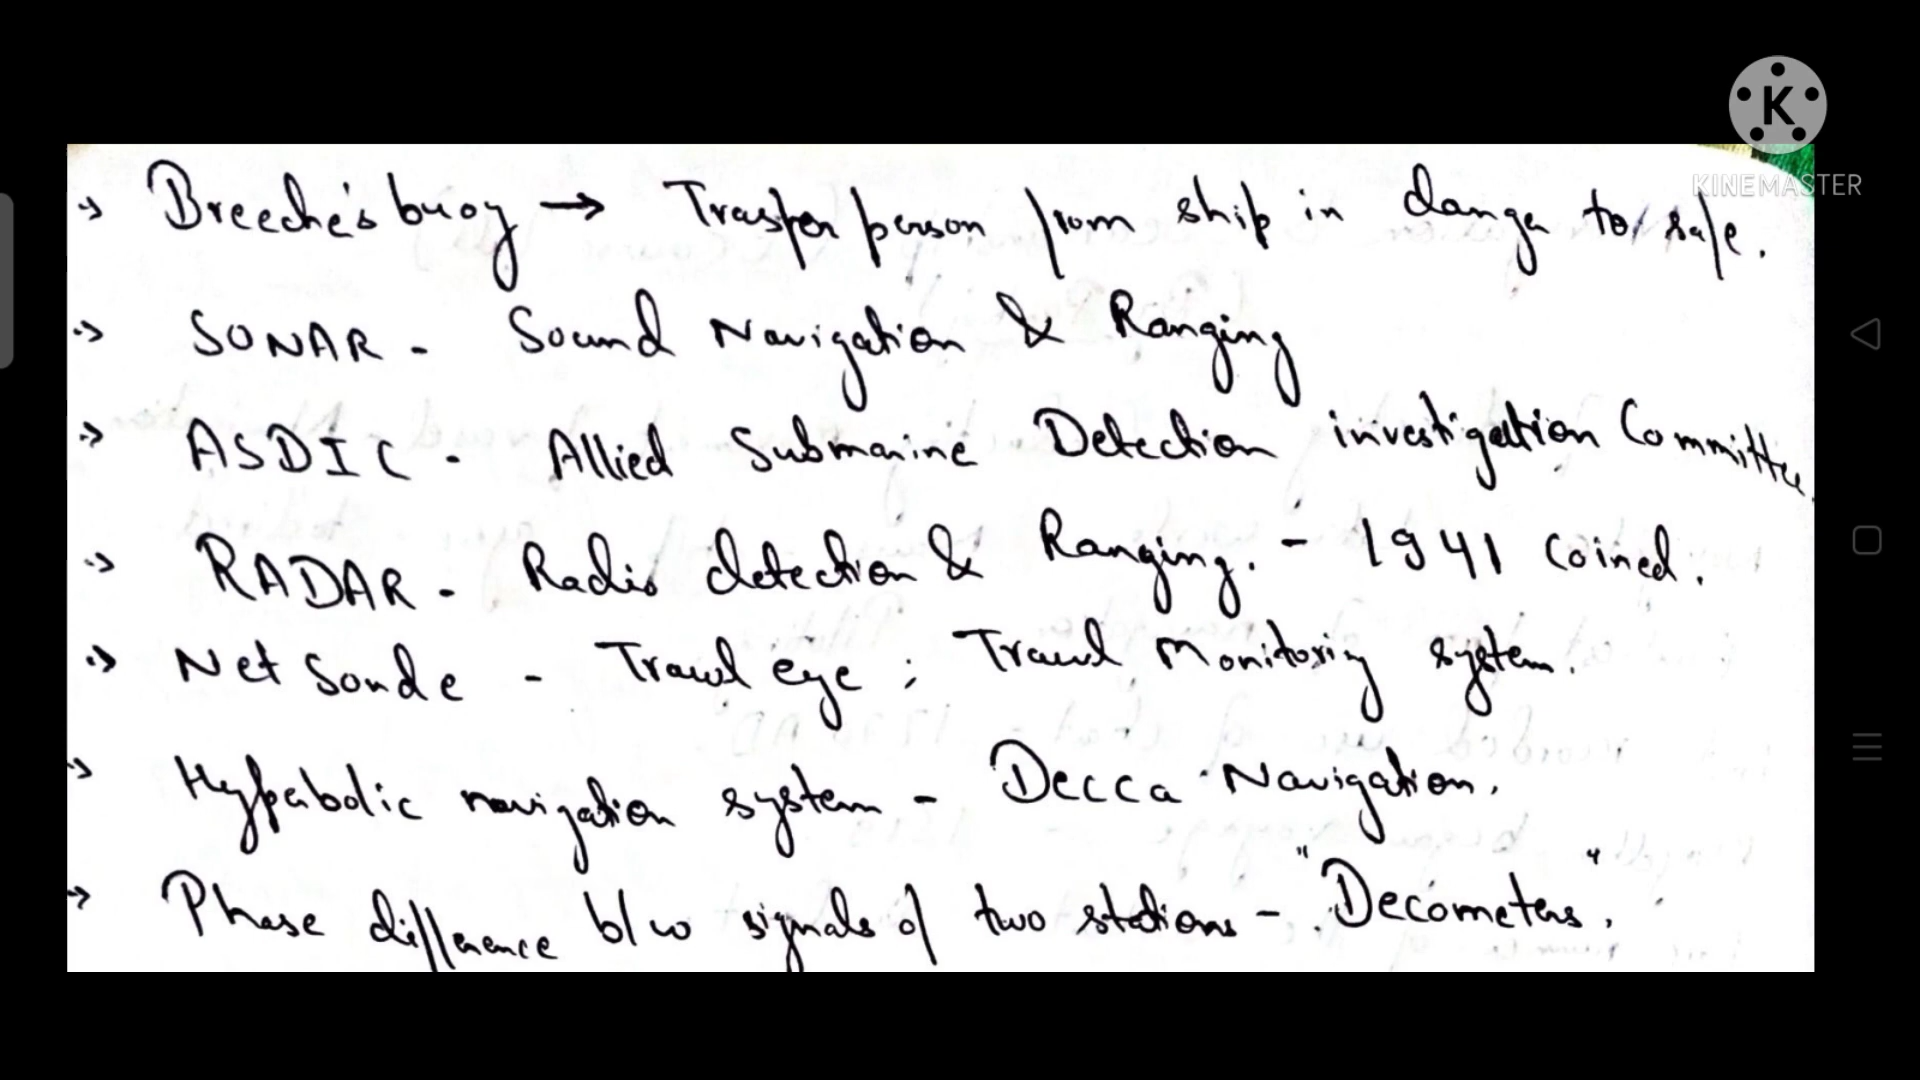 K
KINEMASTER
-> Breeche's buoy → Trasfer person from ship in danger to safe.
-> SONAR - Sound Navigation & Ranging
-> ASDIC - Allied Submarine Detection investigation Committee.
-> RADAR - Radio detection & Ranging. - 1941 coined.
-> Net Sonde - Trawl eye ; Trawl Monitoring system.
-> Hyperbolic navigation system - Decca Navigation.
-> Phase difference b/w signals of two stations - "Decometers".